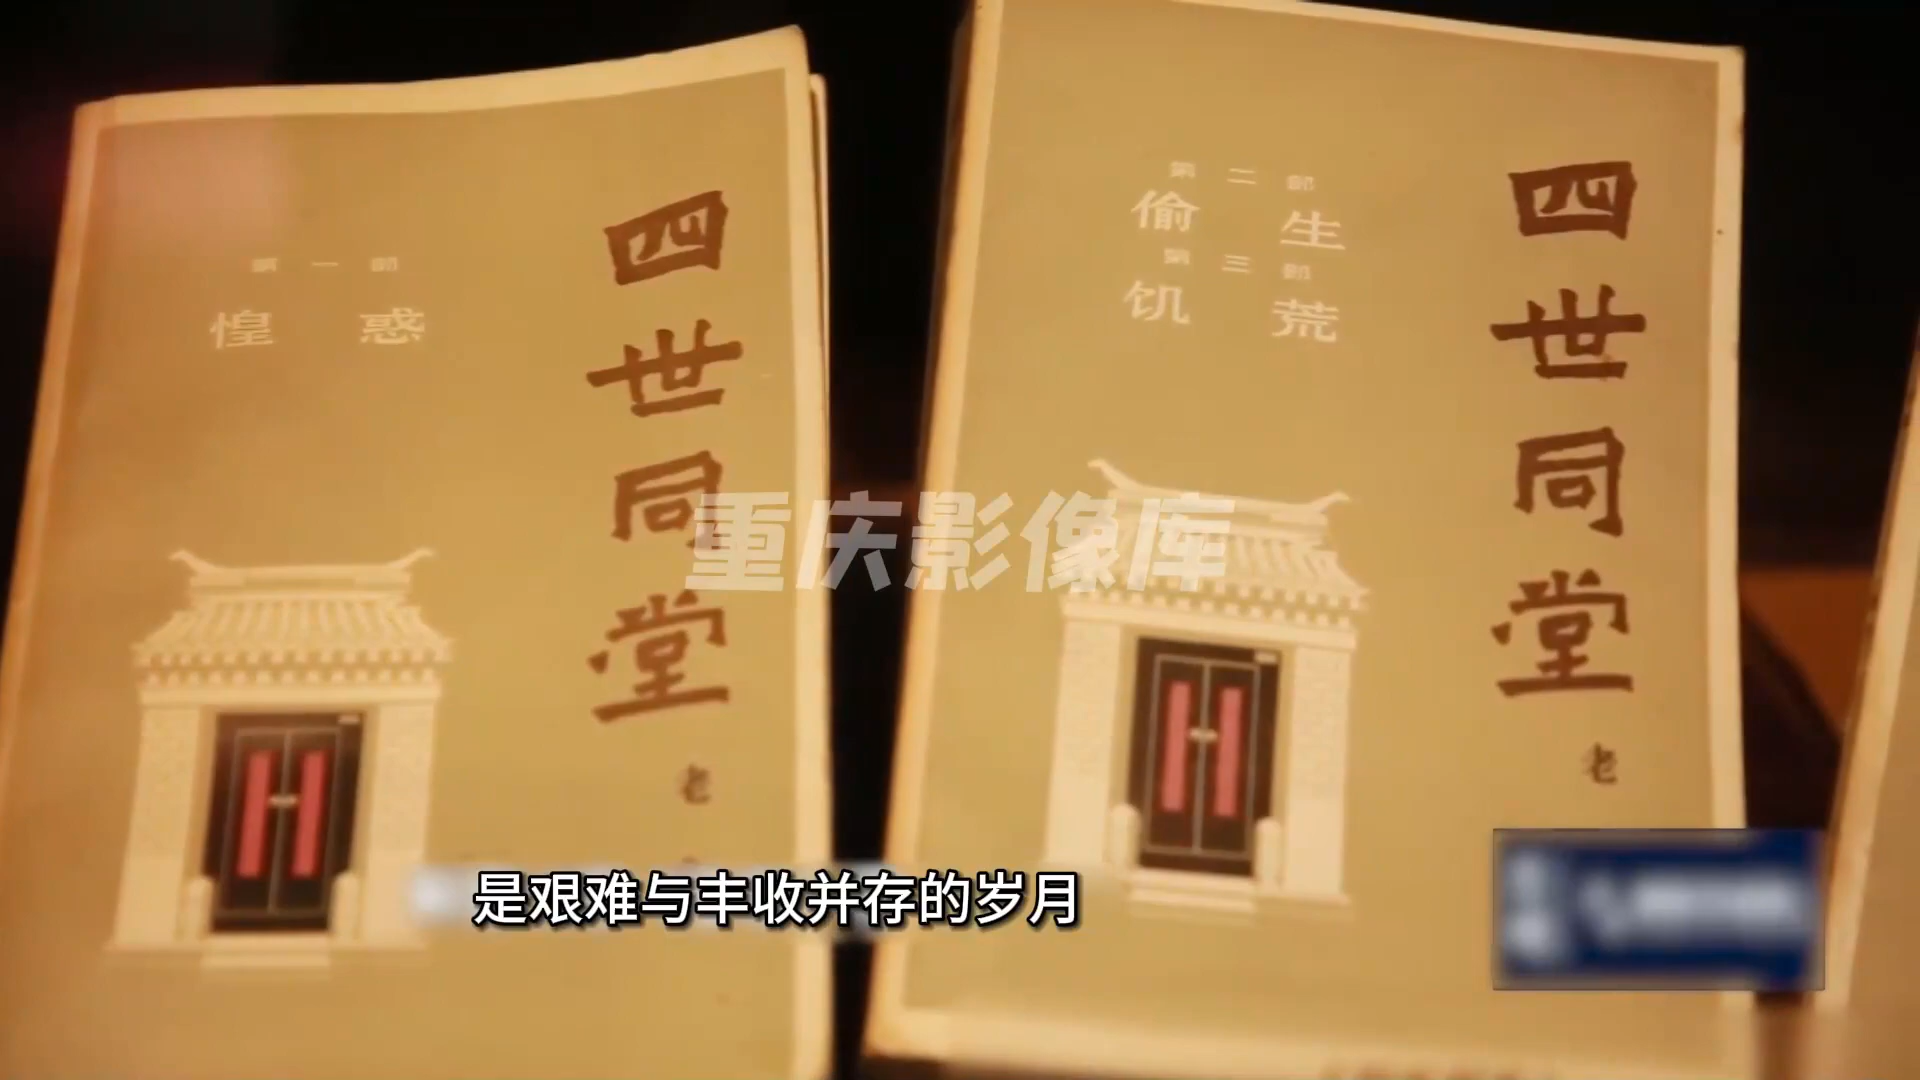 第一部
惶惑
四世同堂
老
第二部
偷生
第三部
饥荒
四世同堂
老
重庆影像库
是艰难与丰收并存的岁月